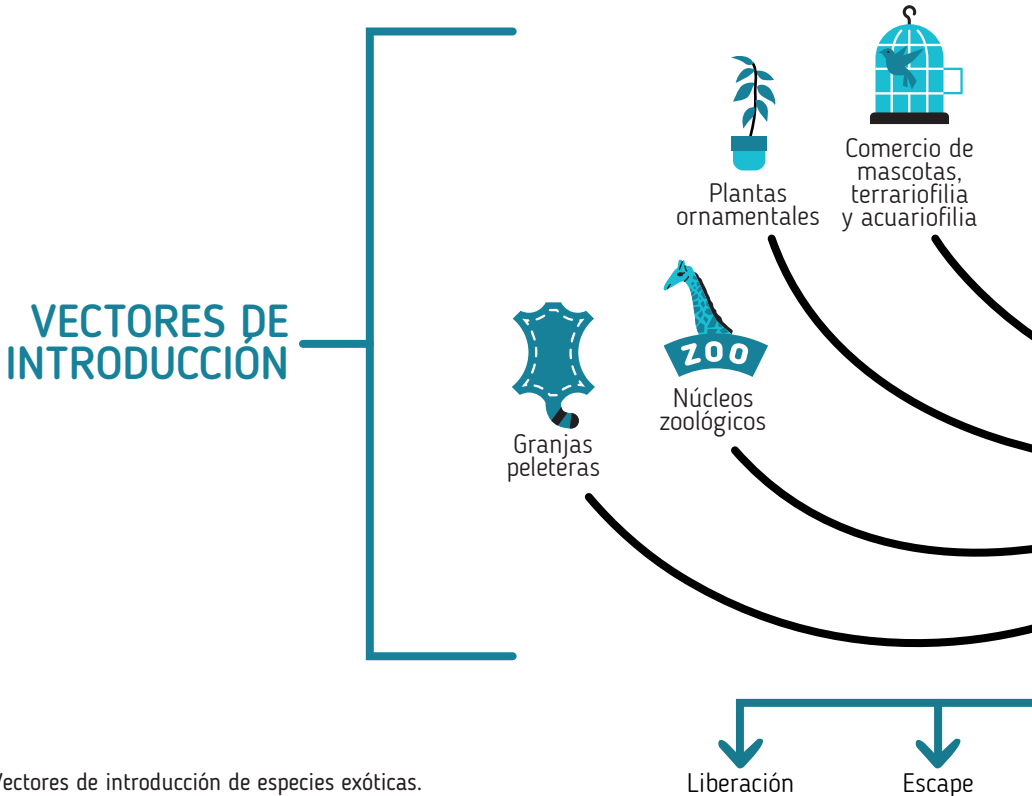 VECTORES DE
INTRODUCCIÓN
Plantas
ornamentales
Comercio de
mascotas,
terrariofilia
y acuariofilia
ZOO
Núcleos
zoológicos
Granjas
peleteras
Liberación
Escape
Vectores de introducción de especies exóticas.